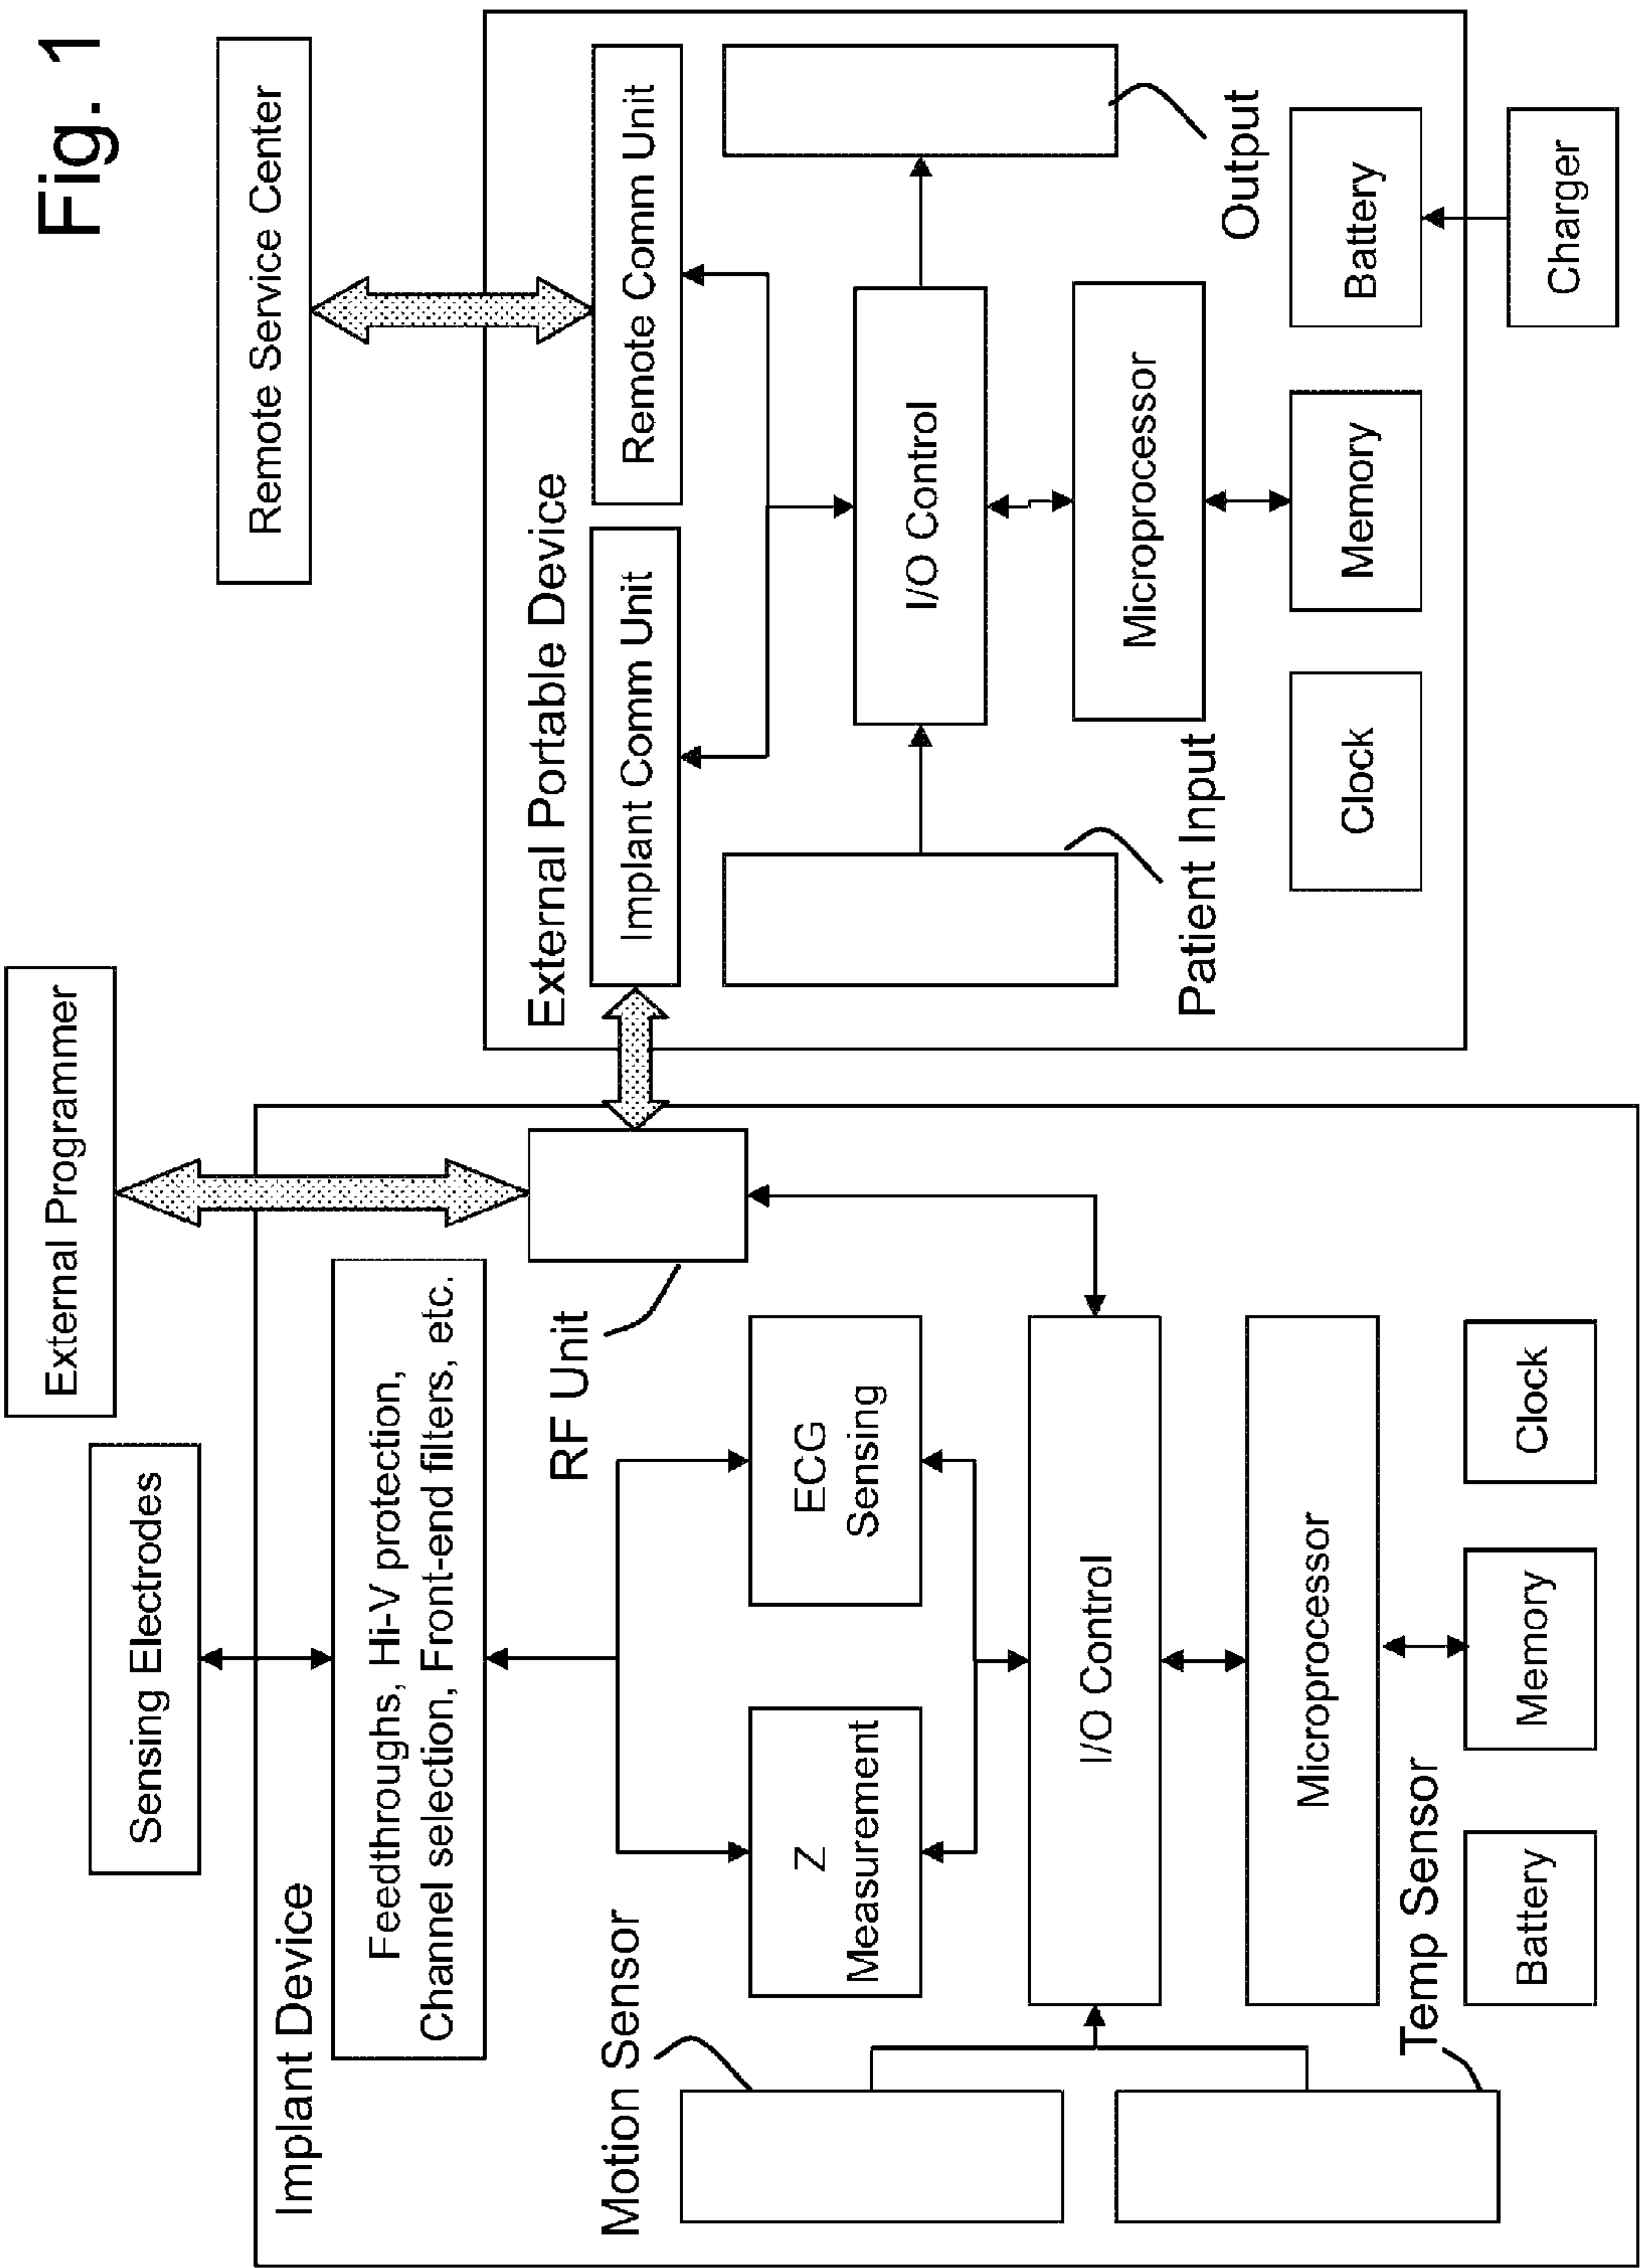 Fig. 1
External Programmer
Remote Service Center
Sensing Electrodes
Implant Device
Feedthroughs, Hi-V protection,
Channel selection, Front-end filters, etc.
RF Unit
Motion Sensor
Z
Measurement
ECG
Sensing
I/O Control
Microprocessor
Temp Sensor
Battery
Memory
Clock
External Portable Device
Implant Comm Unit
Remote Comm Unit
I/O Control
Patient Input
Output
Microprocessor
Clock
Memory
Battery
Charger